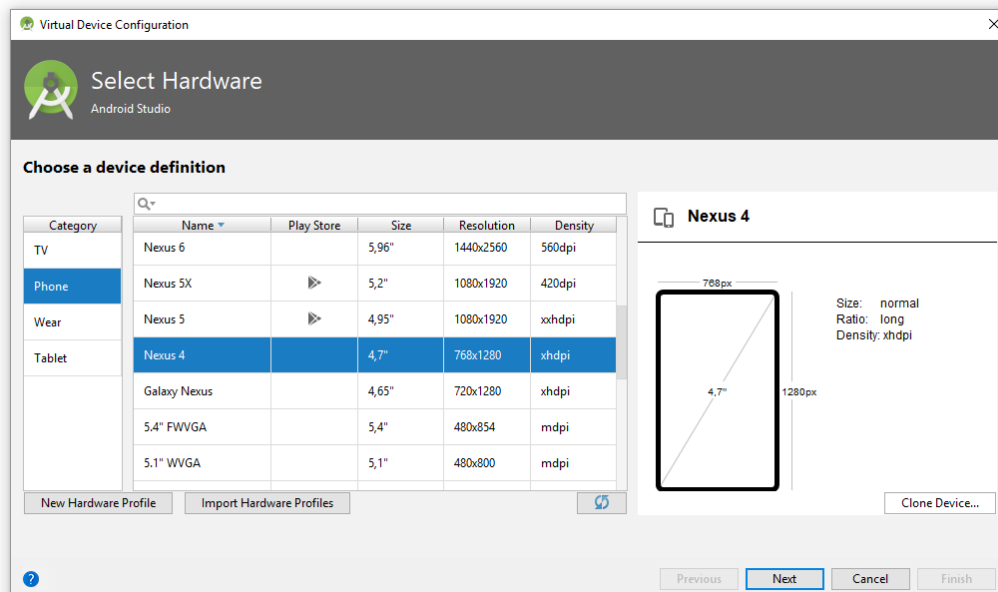 Virtual Device Configuration
Select Hardware
Android Studio
Choose a device definition
Category
TV
Phone
Wear
Tablet
Name Play Store Size Resolution Density
Nexus 6 5,96" 1440x2560 560dpi
Nexus 5X 5,2" 1080x1920 420dpi
Nexus 5 4,95" 1080x1920 xxhdpi
Nexus 4 4,7" 768x1280 xhdpi
Galaxy Nexus 4,65" 720x1280 xhdpi
5.4" FWVGA 5,4" 480x854 mdpi
5.1" WVGA 5,1" 480x800 mdpi
New Hardware Profile Import Hardware Profiles
Nexus 4
768px
4,7"
1280px
Size: normal
Ratio: long
Density: xhdpi
Clone Device...
?
Previous Next Cancel Finish